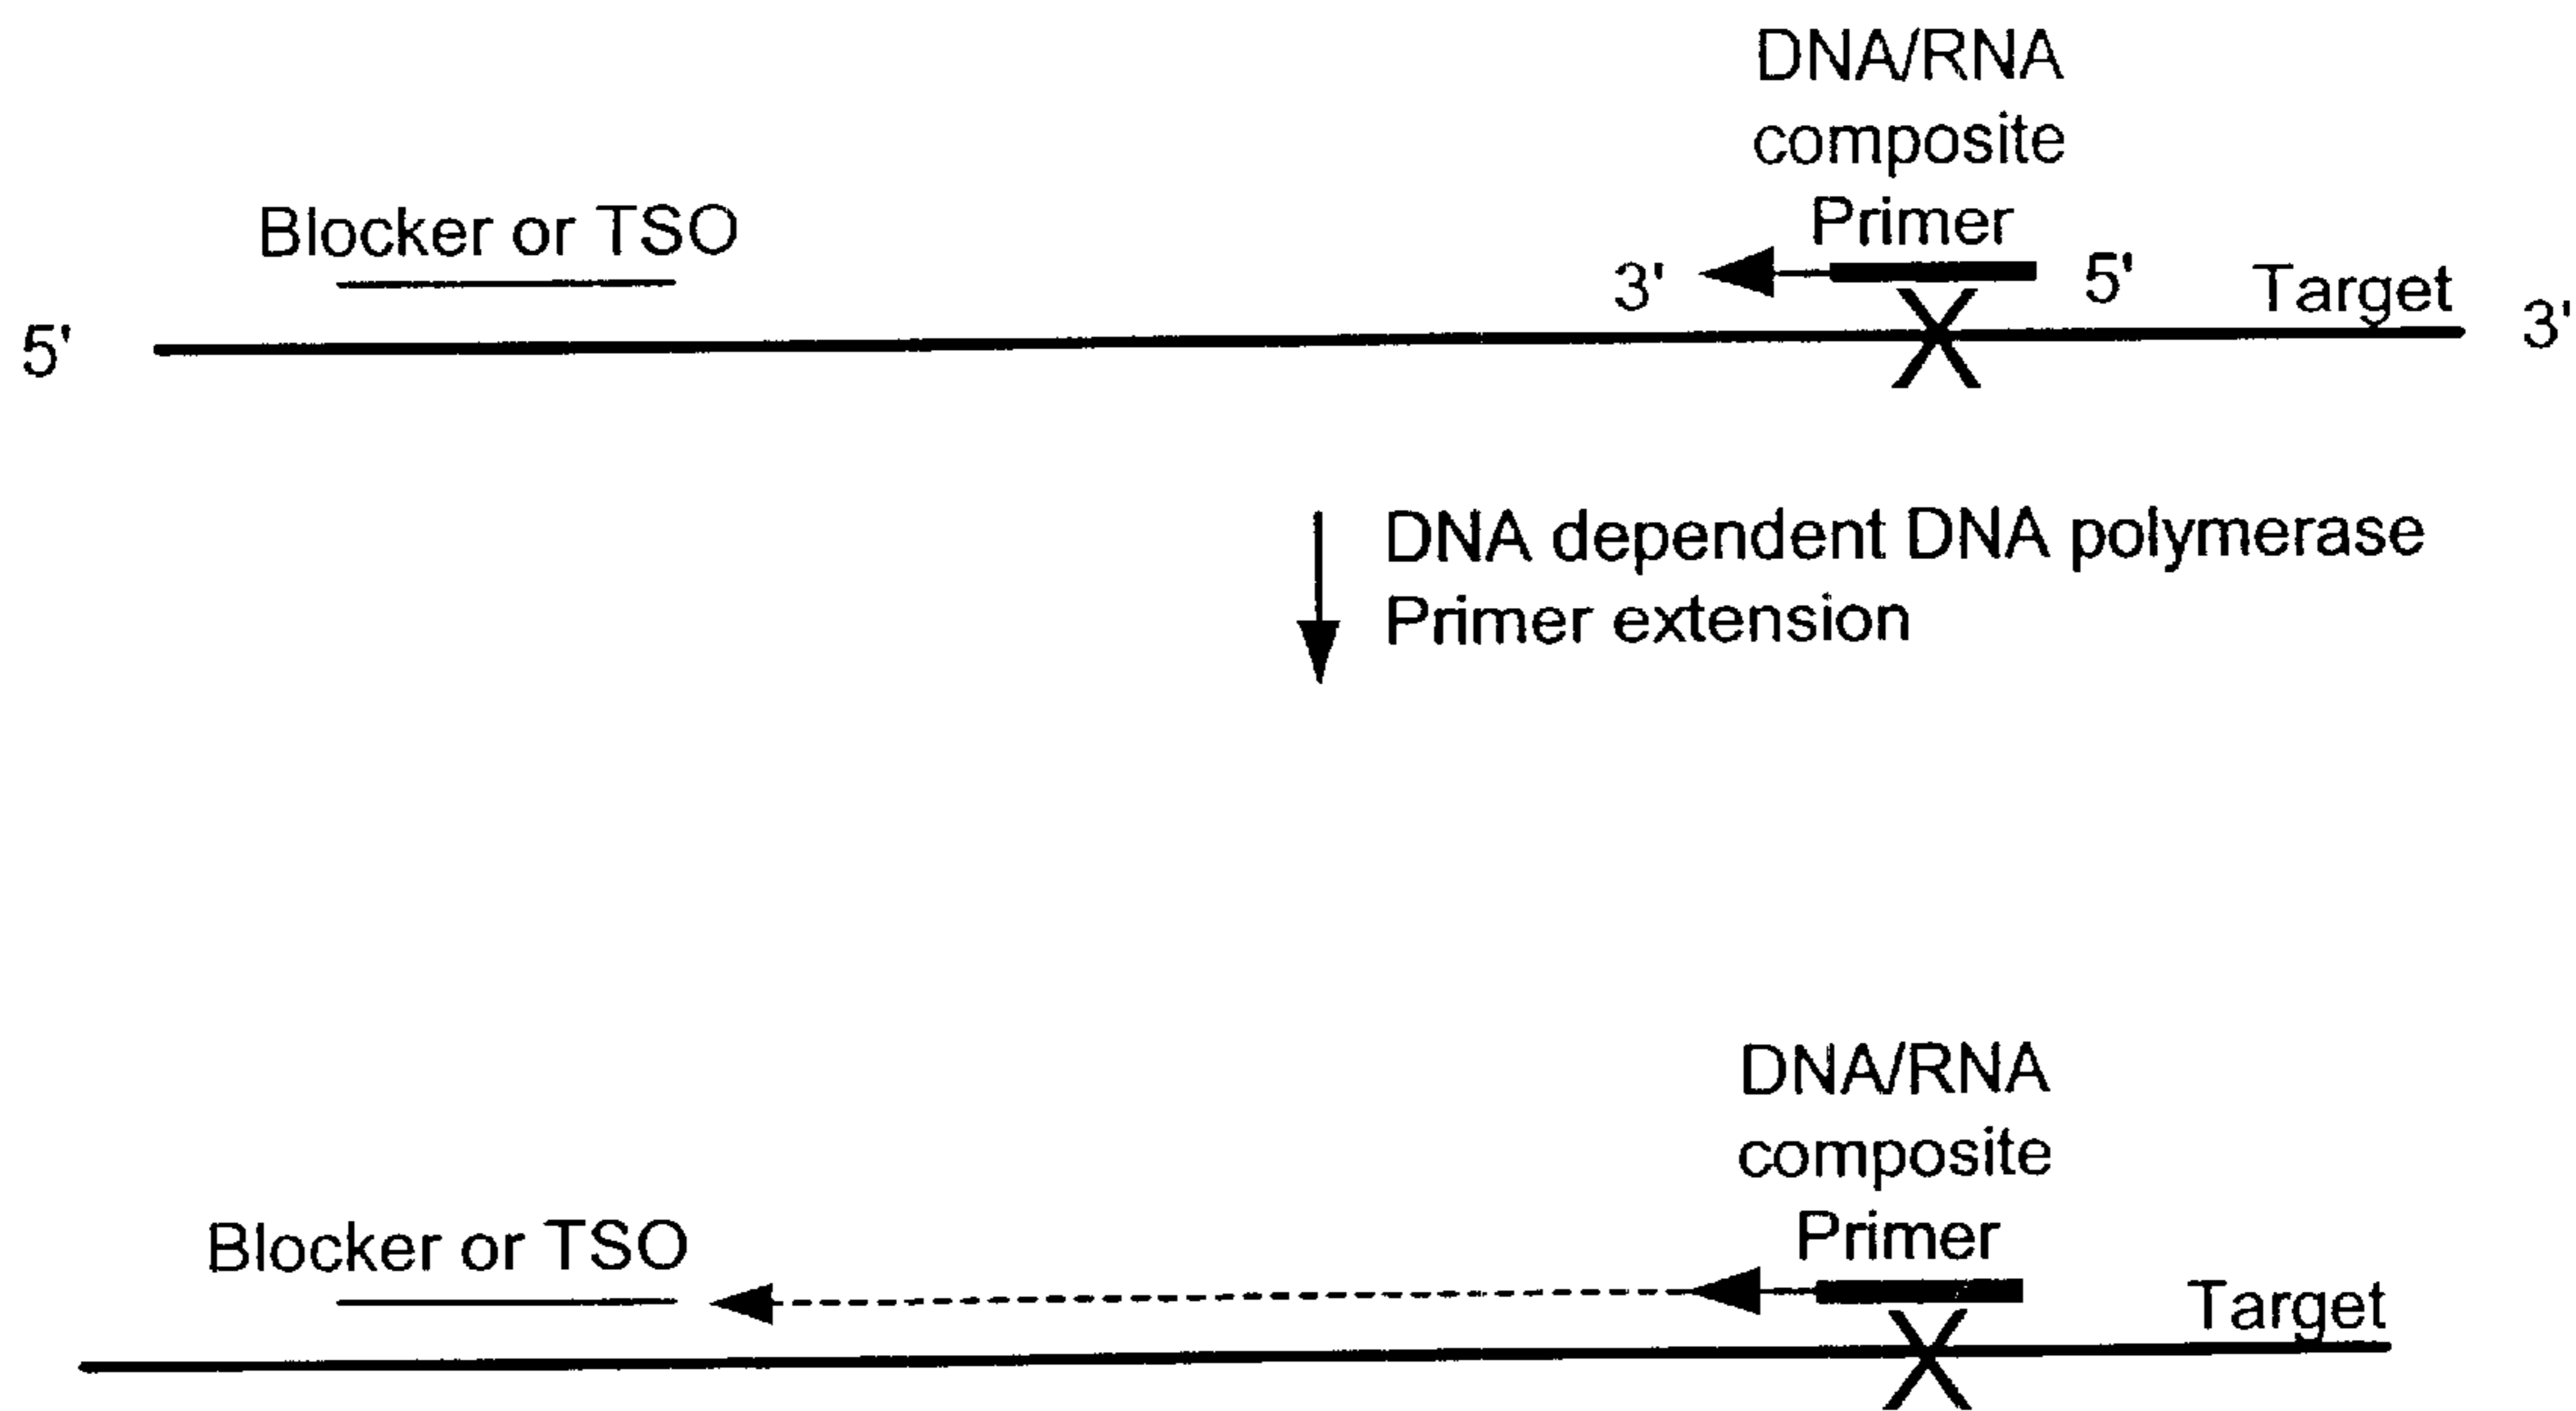 DNA/RNA
composite
Primer
Blocker or TSO
3'
5'
Target
5'
3'
X
DNA dependent DNA polymerase
Primer extension
DNA/RNA
composite
Primer
Blocker or TSO
Target
X